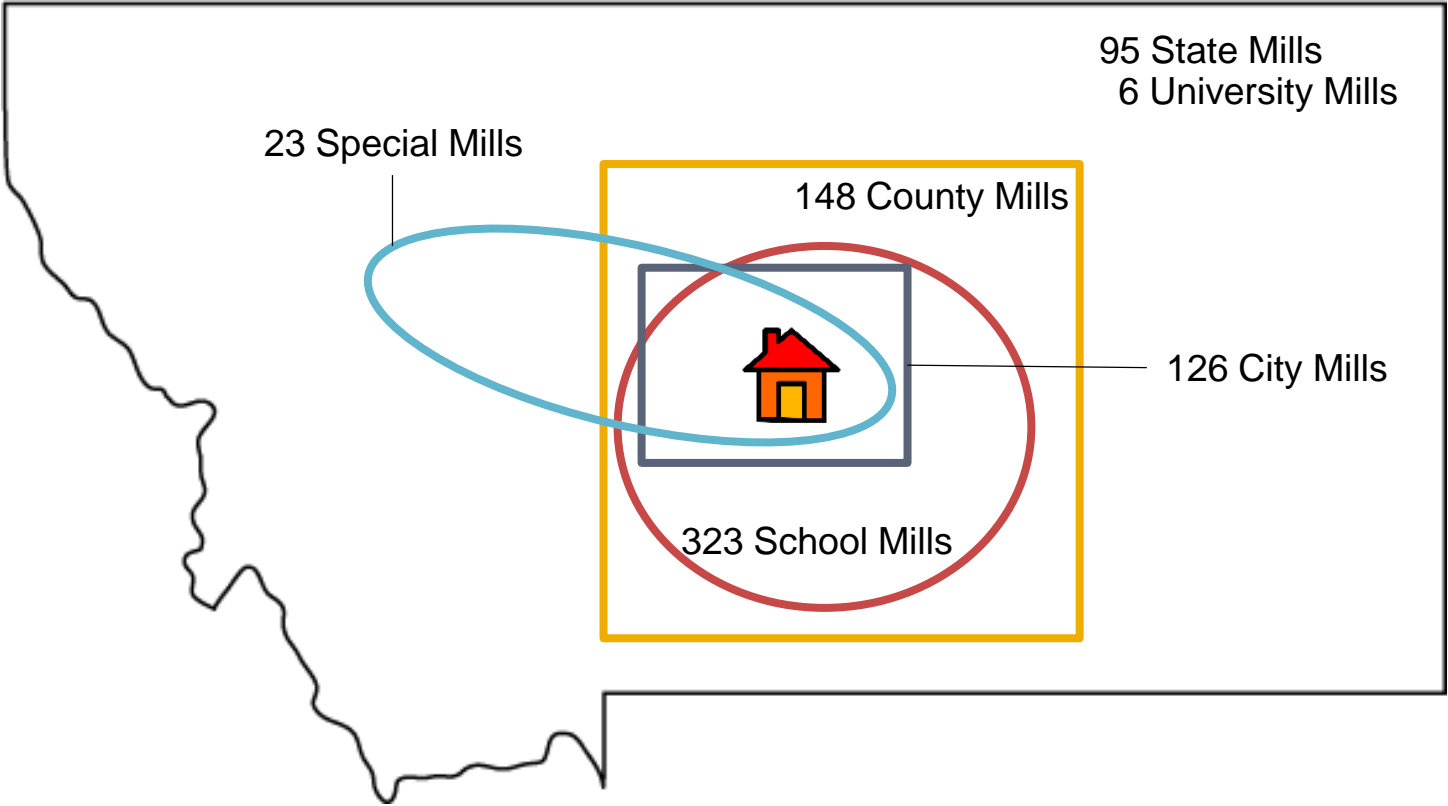 95 State Mills
6 University Mills
23 Special Mills
148 County Mills
126 City Mills
323 School Mills